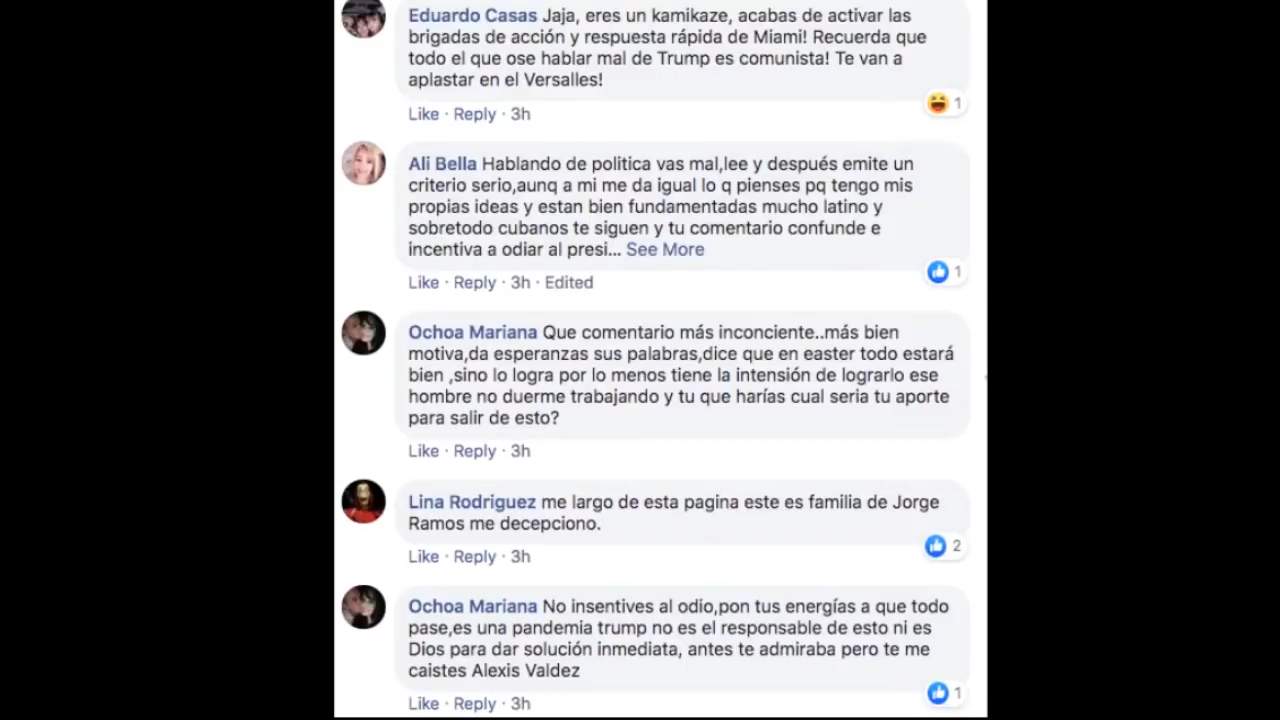 Eduardo Casas Jaja, eres un kamikaze, acabas de activar las
brigadas de acción y respuesta rápida de Miami! Recuerda que
todo el que ose hablar mal de Trump es comunista! Te van a
aplastar en el Versalles!
1
Like · Reply · 3h
Ali Bella Hablando de politica vas mal,lee y después emite un
criterio serio,aunq a mi me da igual lo q pienses pq tengo mis
propias ideas y estan bien fundamentadas mucho latino y
sobretodo cubanos te siguen y tu comentario confunde e
incentiva a odiar al presi... See More
1
Like · Reply · 3h · Edited
Ochoa Mariana Que comentario más inconciente..más bien
motiva,da esperanzas sus palabras,dice que en easter todo estará
bien ,sino lo logra por lo menos tiene la intensión de lograrlo ese
hombre no duerme trabajando y tu que harías cual seria tu aporte
para salir de esto?
Like · Reply · 3h
Lina Rodriguez me largo de esta pagina este es familia de Jorge
Ramos me decepciono.
2
Like · Reply · 3h
Ochoa Mariana No insentives al odio,pon tus energías a que todo
pase,es una pandemia trump no es el responsable de esto ni es
Dios para dar solución inmediata, antes te admiraba pero te me
caistes Alexis Valdez
1
Like · Reply · 3h